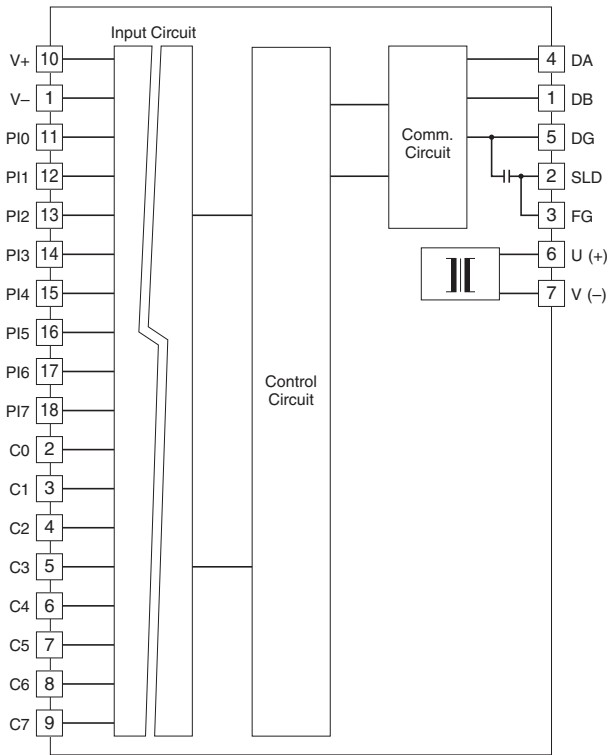 Input Circuit
V+ 10
V– 1
PI0 11
PI1 12
PI2 13
PI3 14
PI4 15
PI5 16
PI6 17
PI7 18
C0 2
C1 3
C2 4
C3 5
C4 6
C5 7
C6 8
C7 9
Control
Circuit
Comm.
Circuit
4 DA
1 DB
5 DG
2 SLD
3 FG
6 U (+)
7 V (–)